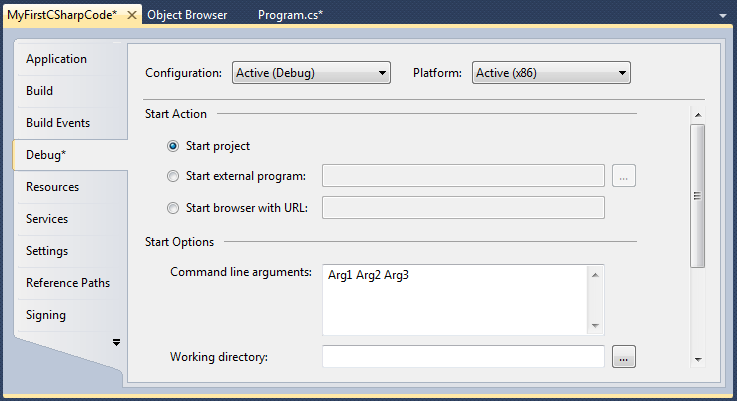 MyFirstCSharpCode* Object Browser Program.cs*
Application
Build
Build Events
Debug*
Resources
Services
Settings
Reference Paths
Signing
Configuration: Active (Debug) Platform: Active (x86)
Start Action
Start project
Start external program: ...
Start browser with URL:
Start Options
Command line arguments: Arg1 Arg2 Arg3
Working directory: ...